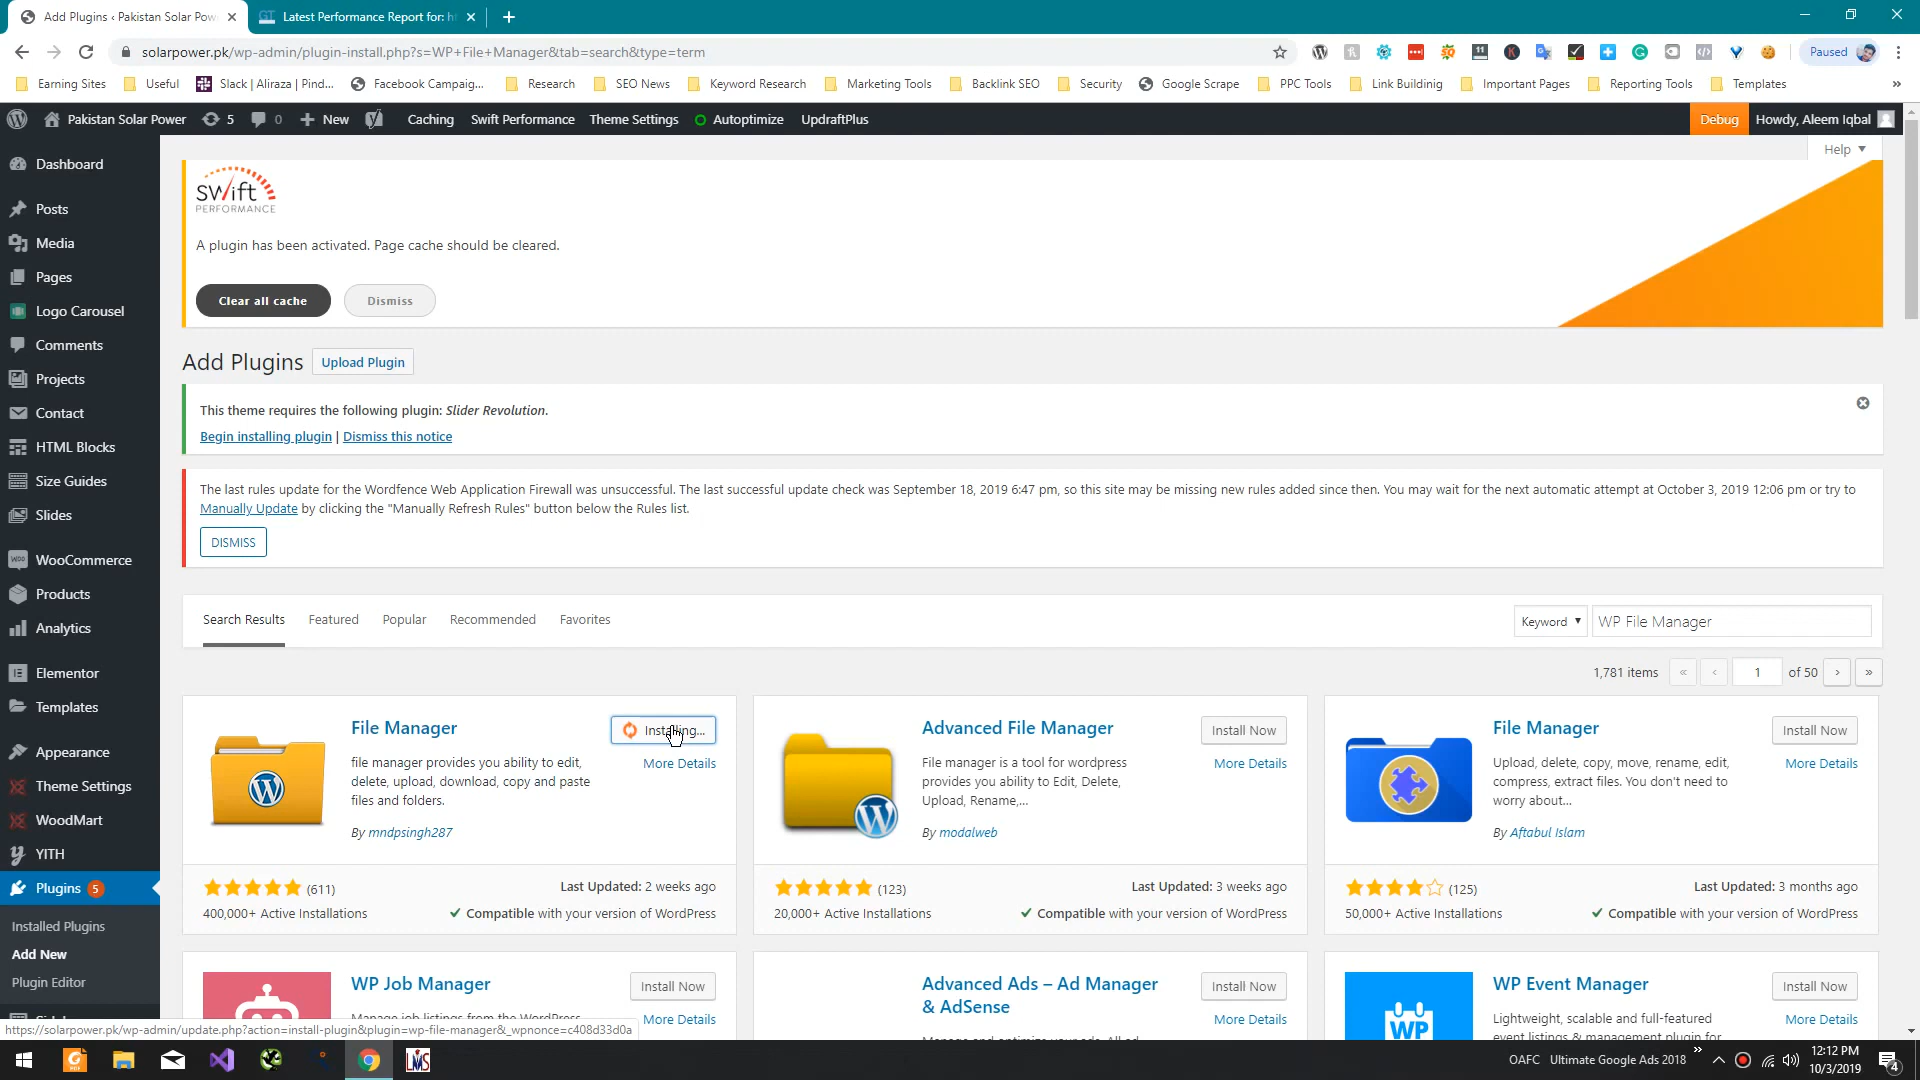 Add Plugins ‹ Pakistan Solar Pow
Latest Performance Report for: h
solarpower.pk/wp-admin/plugin-install.php?s=WP+File+Manager&tab=search&type=term
Paused
Earning Sites
Useful
Slack | Aliraza | Pind...
Facebook Campaig...
Research
SEO News
Keyword Research
Marketing Tools
Backlink SEO
Security
Google Scrape
PPC Tools
Link Buildinig
Important Pages
Reporting Tools
Templates
»
Pakistan Solar Power
5
0
New
Caching
Swift Performance
Theme Settings
Autoptimize
UpdraftPlus
Debug
Howdy, Aleem Iqbal
Help
Dashboard
Posts
Media
Pages
Logo Carousel
Comments
Projects
Contact
HTML Blocks
Size Guides
Slides
WooCommerce
Products
Analytics
Elementor
Templates
Appearance
Theme Settings
WoodMart
YITH
Plugins 5
Installed Plugins
Add New
Plugin Editor
swift
PERFORMANCE
A plugin has been activated. Page cache should be cleared.
Clear all cache
Dismiss
Add Plugins
Upload Plugin
This theme requires the following plugin: Slider Revolution.
Begin installing plugin | Dismiss this notice
The last rules update for the Wordfence Web Application Firewall was unsuccessful. The last successful update check was September 18, 2019 6:47 pm, so this site may be missing new rules added since then. You may wait for the next automatic attempt at October 3, 2019 12:06 pm or try to
Manually Update by clicking the "Manually Refresh Rules" button below the Rules list.
DISMISS
Search Results
Featured
Popular
Recommended
Favorites
Keyword
WP File Manager
1,781 items
«
‹
1
of 50
›
»
File Manager
Installing...
More Details
file manager provides you ability to edit,
delete, upload, download, copy and paste
files and folders.
By mndpsingh287
(611)
Last Updated: 2 weeks ago
400,000+ Active Installations
Compatible with your version of WordPress
Advanced File Manager
Install Now
More Details
File manager is a tool for wordpress
provides you ability to Edit, Delete,
Upload, Rename,...
By modalweb
(123)
Last Updated: 3 weeks ago
20,000+ Active Installations
Compatible with your version of WordPress
File Manager
Install Now
More Details
Upload, delete, copy, move, rename, edit,
compress, extract files. You don't need to
worry about...
By Aftabul Islam
(125)
Last Updated: 3 months ago
50,000+ Active Installations
Compatible with your version of WordPress
WP Job Manager
Install Now
More Details
Manage job listings from the WordPress
Advanced Ads – Ad Manager
& AdSense
Install Now
More Details
Manage and optimize your ads. All ad
WP Event Manager
Install Now
More Details
WP
Lightweight, scalable and full-featured
event listings & management plugin for
https://solarpower.pk/wp-admin/update.php?action=install-plugin&plugin=wp-file-manager&_wpnonce=c408d33d0a
OAFC
Ultimate Google Ads 2018
»
12:12 PM
10/3/2019
4